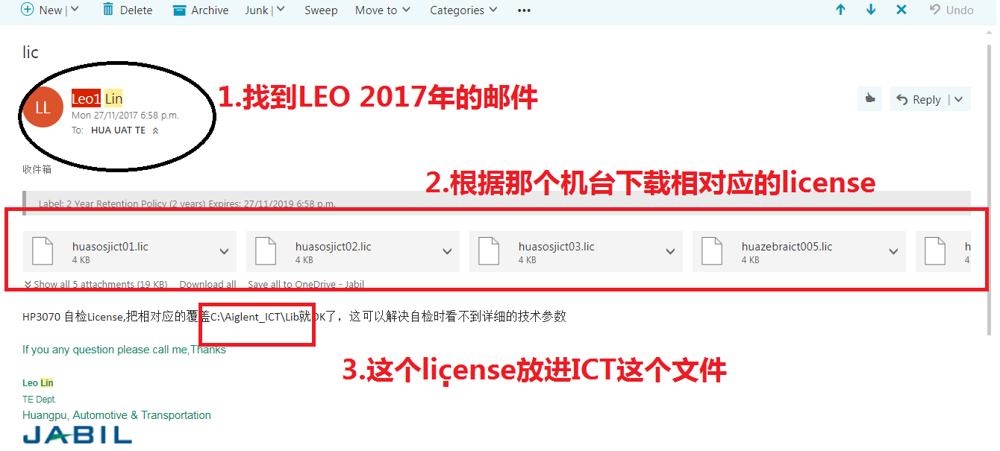 New | Delete Archive Junk | Sweep Move to Categories ••• Undo
lic
1.找到LEO 2017年的邮件
LL
Leo1 Lin
Mon 27/11/2017 6:58 p.m.
To: HUA UAT TE
Reply |
收件箱
2.根据那个机台下载相对应的license
Label: 2 Year Retention Policy (2 years) Expires: 27/11/2019 6:58 p.m.
huasosjict01.lic huasosjict02.lic huasosjict03.lic huazebraict005.lic
4 KB 4 KB 4 KB 4 KB
Show all 5 attachments (19 KB) Download all Save all to OneDrive - Jabil
HP3070 自检License,把相对应的覆盖C:\Aiglent_ICT\Lib就OK了，这可以解决自检时看不到详细的技术参数
If you any question please call me,Thanks
3.这个license放进ICT这个文件
Leo Lin
TE Dept.
Huangpu, Automotive & Transportation
JABIL